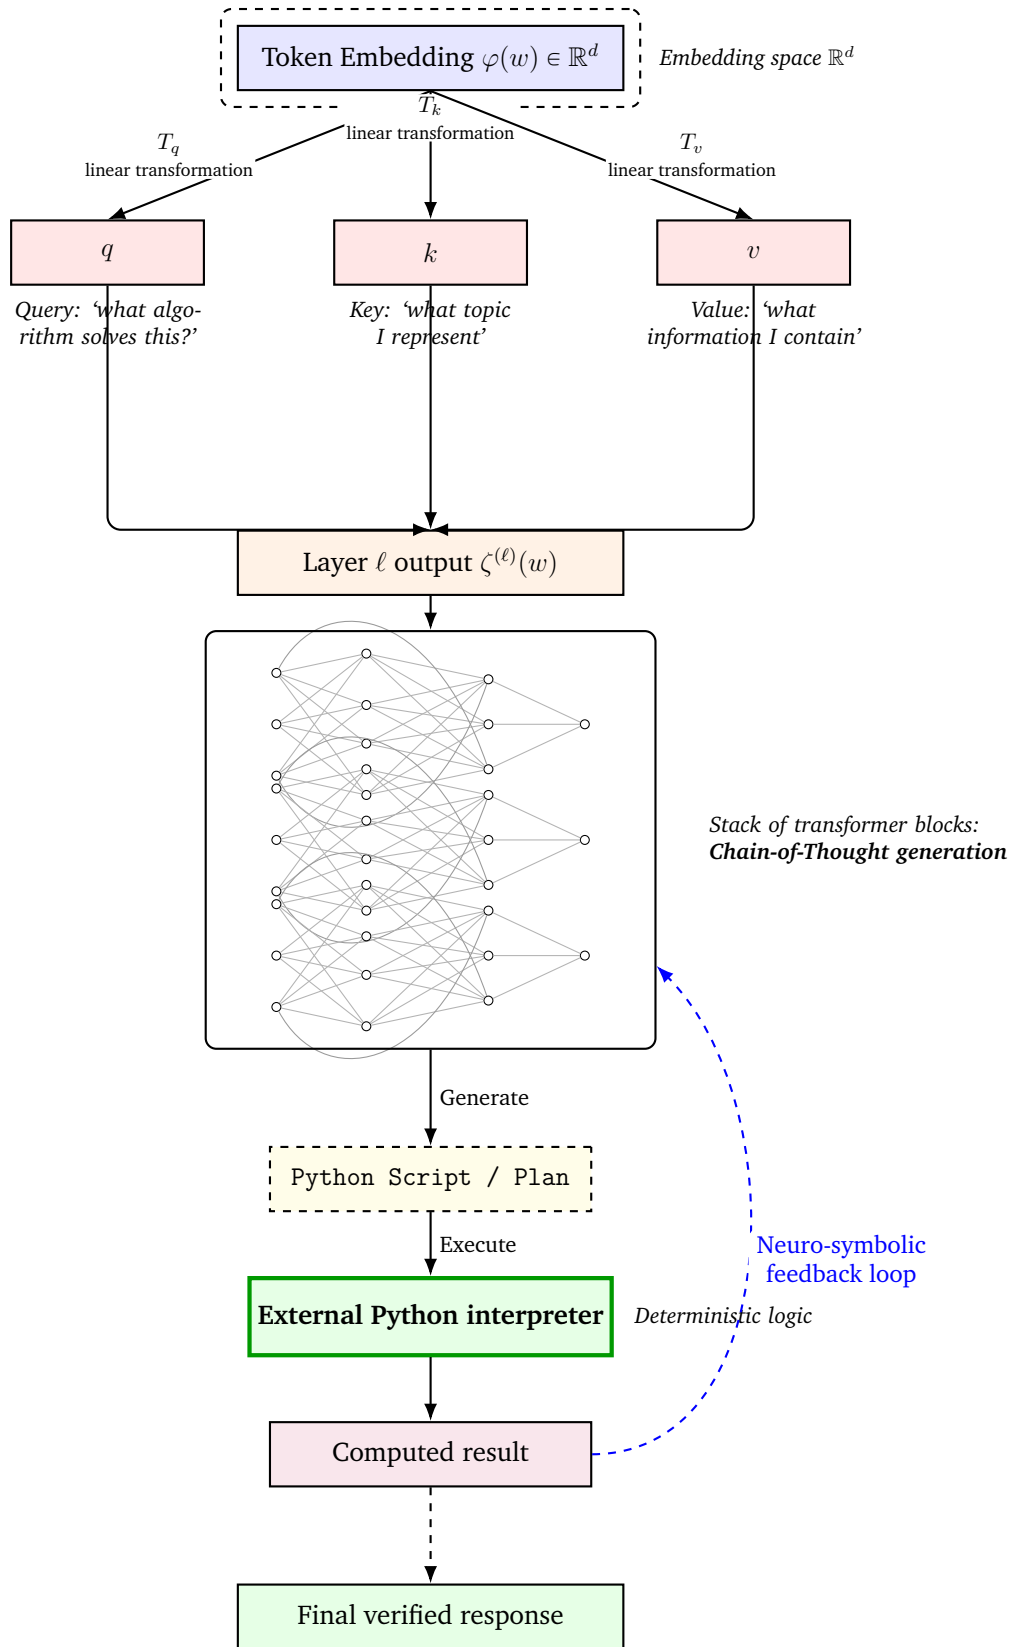 Token Embedding φ(w) ∈ ℝ^d
Embedding space ℝ^d
T_k
linear transformation
T_q
linear transformation
T_v
linear transformation
q
k
v
Query: ‘what algo-
rithm solves this?’
Key: ‘what topic
I represent’
Value: ‘what
information I contain’
Layer ℓ output ζ^(ℓ)(w)
Stack of transformer blocks:
Chain-of-Thought generation
Generate
Python Script / Plan
Execute
Neuro-symbolic
feedback loop
External Python interpreter
Deterministic logic
Computed result
Final verified response